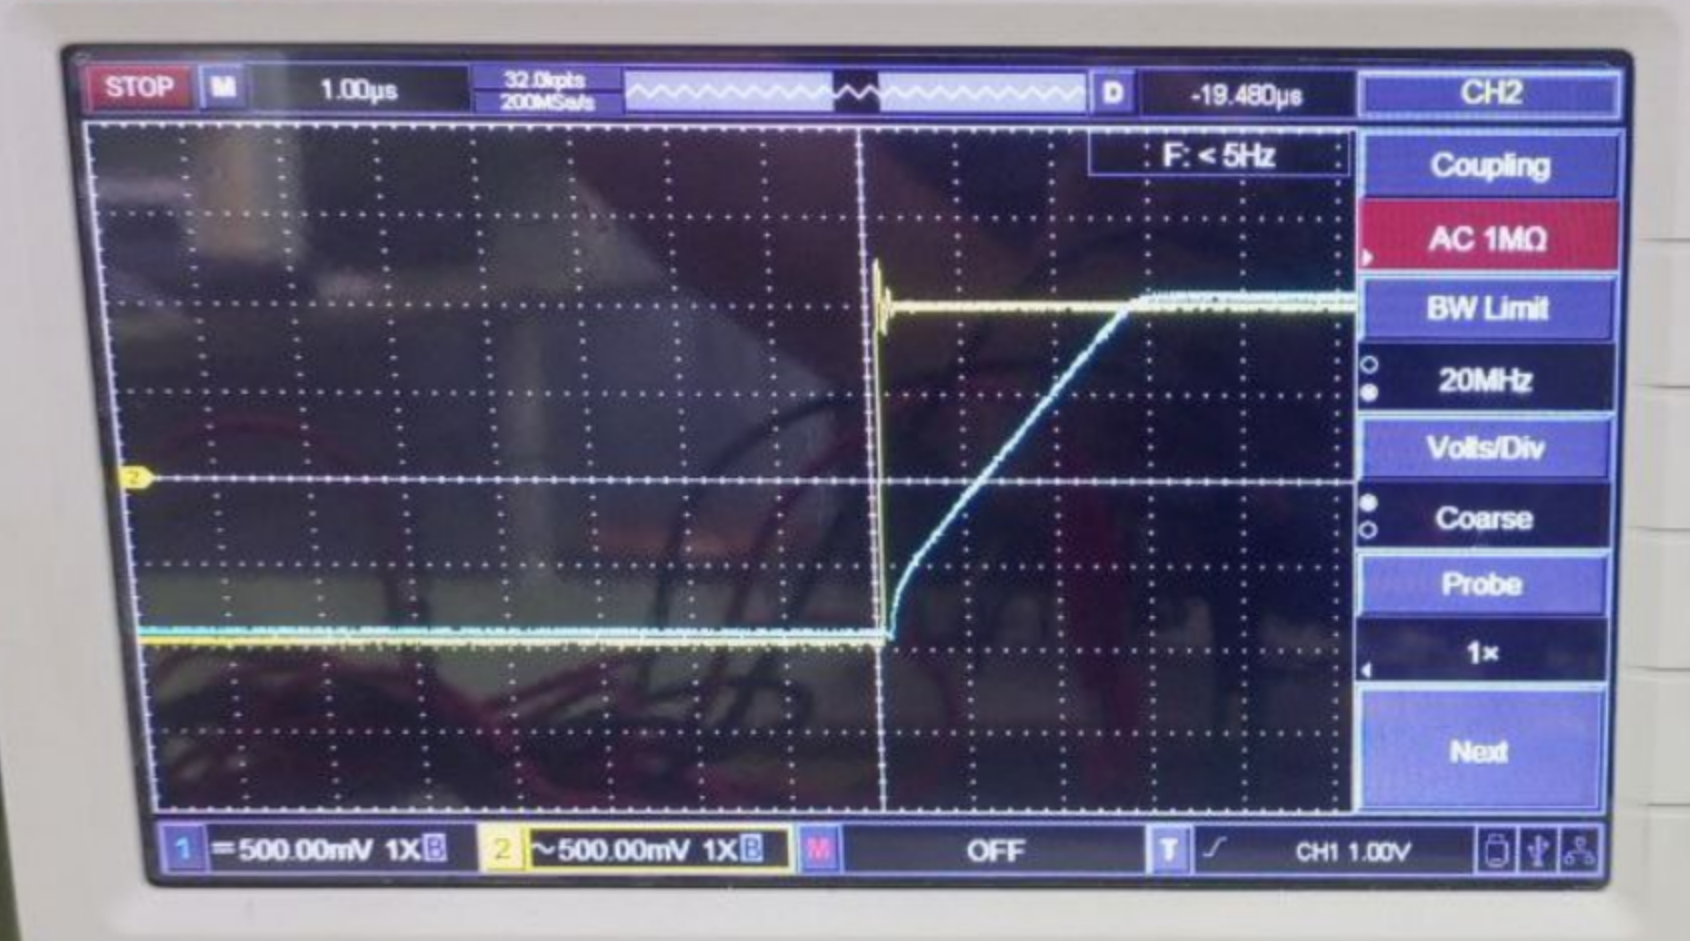 STOP M 1.00μs 32.0kpts D -19.480μs CH2
200MSa/s
F: < 5Hz
Coupling
AC 1MΩ
BW Limit
20MHz
Volts/Div
2
Coarse
Probe
1×
Next
1 =500.00mV 1X B 2 ~500.00mV 1X B M OFF T CH1 1.00V